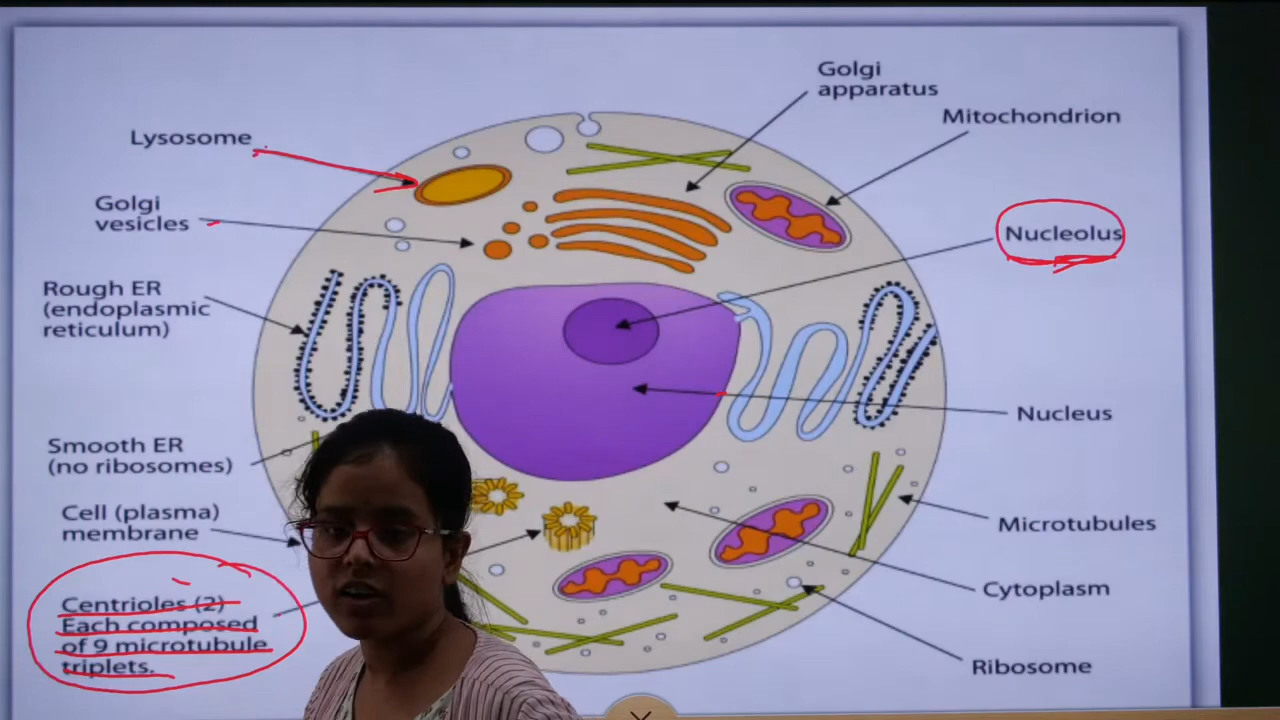 Golgi
apparatus
Mitochondrion
Lysosome
Golgi
vesicles
Nucleolus
Rough ER
(endoplasmic
reticulum)
Nucleus
Smooth ER
(no ribosomes)
Cell (plasma)
membrane
Microtubules
Cytoplasm
Centrioles (2)
Each composed
of 9 microtubule
triplets.
Ribosome